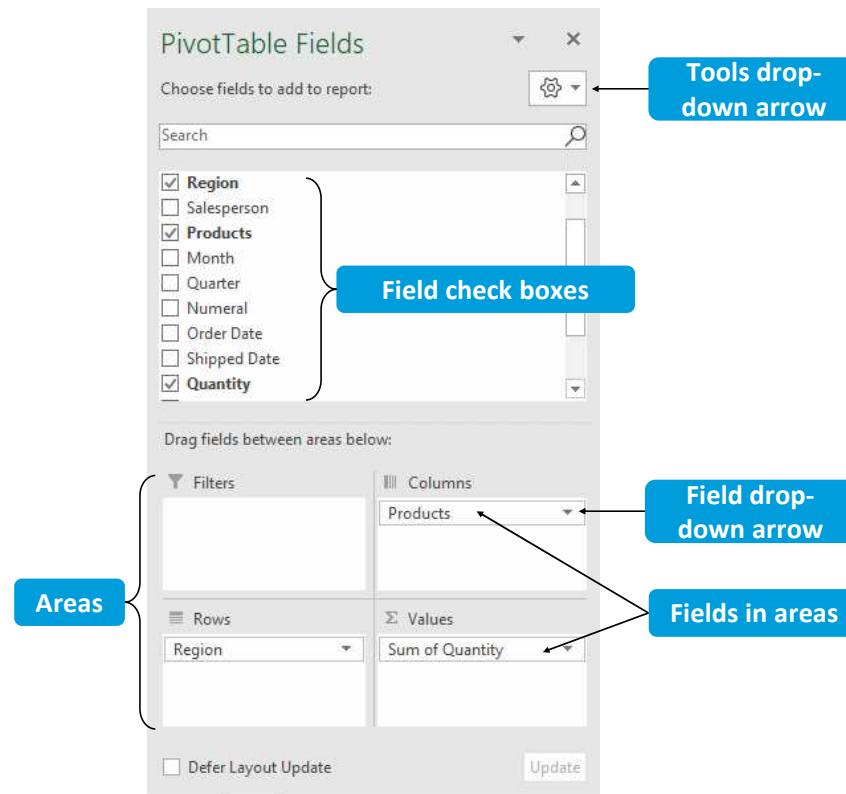 PivotTable Fields
Choose fields to add to report:
Tools drop-
down arrow
Search
Region
Salesperson
Products
Month
Quarter
Numeral
Order Date
Shipped Date
Quantity
Field check boxes
Drag fields between areas below:
Filters
Columns
Products
Field drop-
down arrow
Areas
Fields in areas
Rows
Σ Values
Region
Sum of Quantity
Defer Layout Update
Update